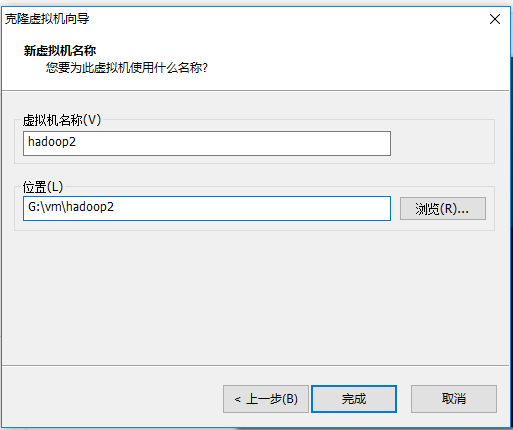 克隆虚拟机向导
新虚拟机名称
您要为此虚拟机使用什么名称?
虚拟机名称(V)
hadoop2
位置(L)
G:\vm\hadoop2
浏览(R)...
< 上一步(B)
完成
取消